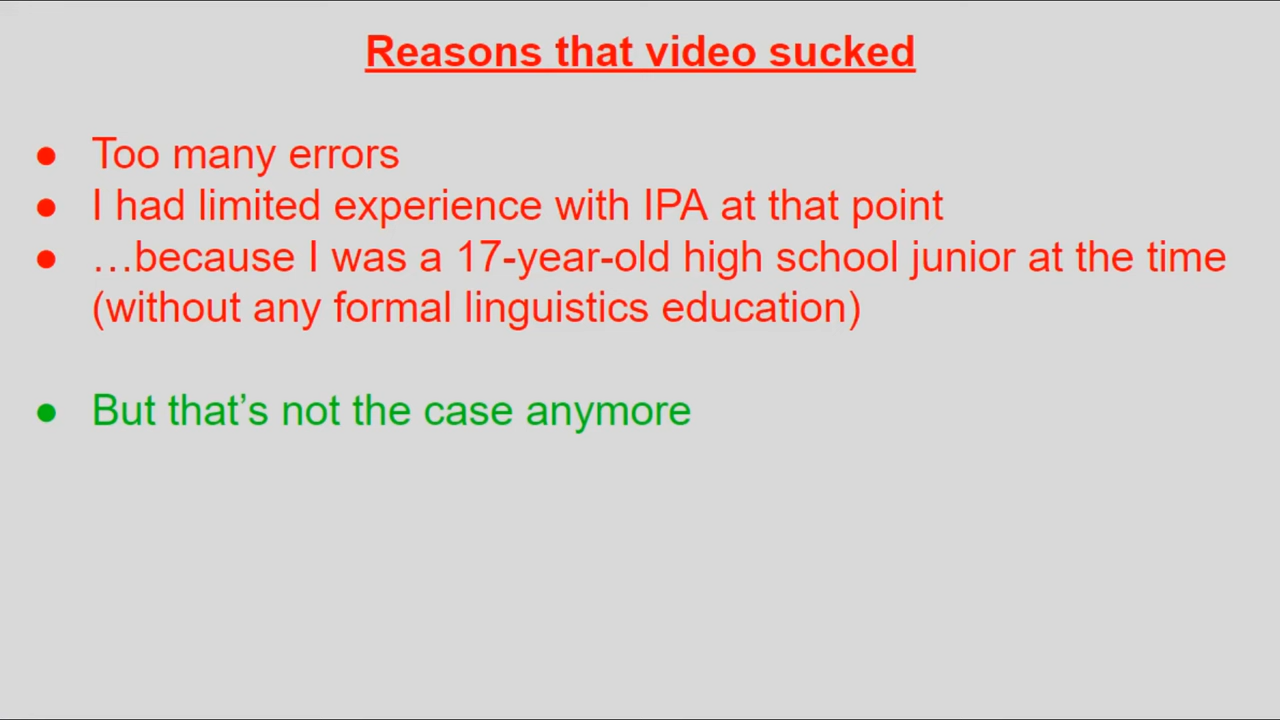 Reasons that video sucked
● Too many errors
● I had limited experience with IPA at that point
● …because I was a 17-year-old high school junior at the time
(without any formal linguistics education)
● But that’s not the case anymore